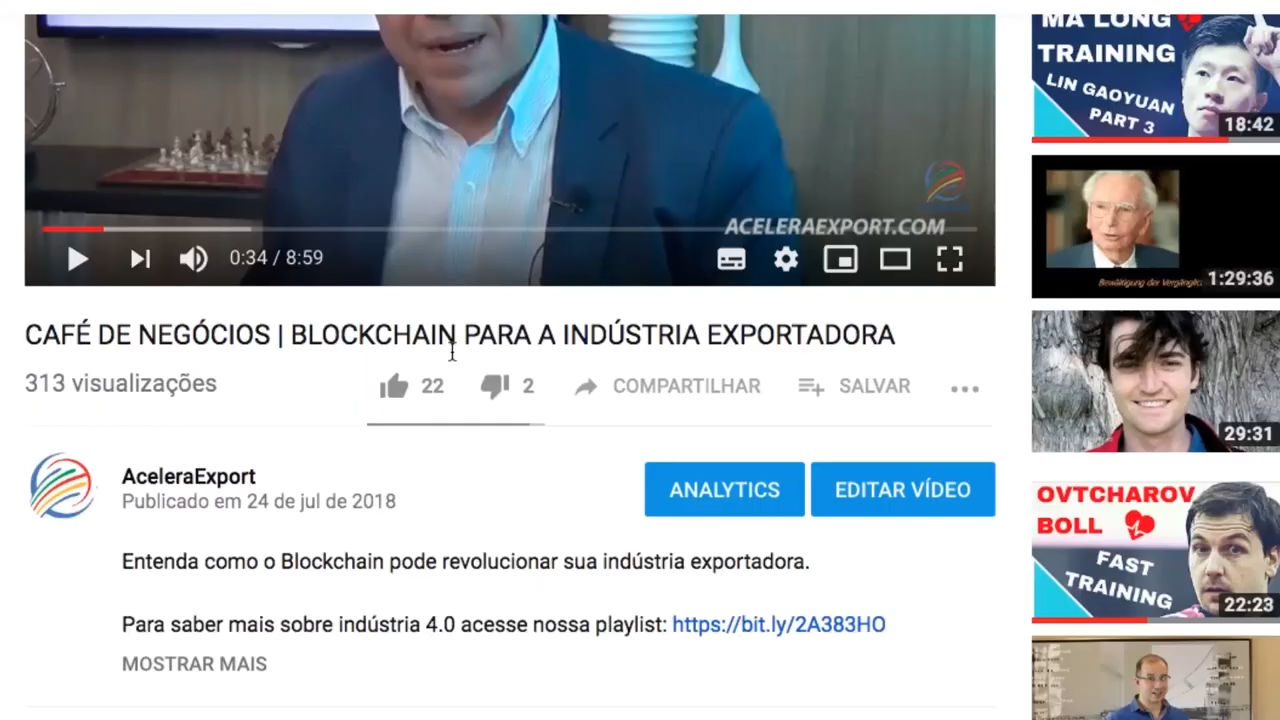 ACELERAEXPORT.COM
0:34 / 8:59
CAFÉ DE NEGÓCIOS | BLOCKCHAIN PARA A INDÚSTRIA EXPORTADORA
313 visualizações
22
2
COMPARTILHAR
SALVAR
AceleraExport
Publicado em 24 de jul de 2018
ANALYTICS
EDITAR VÍDEO
Entenda como o Blockchain pode revolucionar sua indústria exportadora.
Para saber mais sobre indústria 4.0 acesse nossa playlist: https://bit.ly/2A383HO
MOSTRAR MAIS
MA LONG
TRAINING
LIN GAOYUAN
PART 3
18:42
Bewältigung der
1:29:36
29:31
OVTCHAROV
BOLL
FAST
TRAINING
22:23